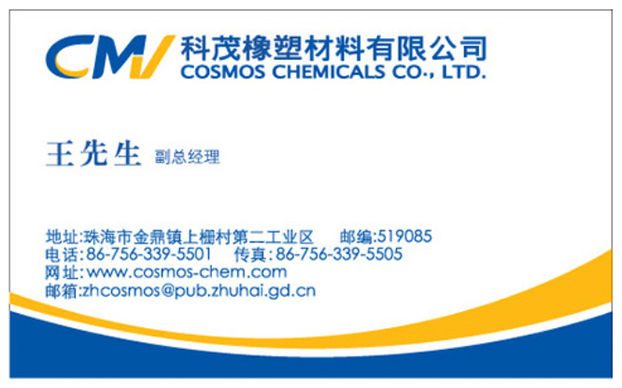 CMV 科茂橡塑材料有限公司
COSMOS CHEMICALS CO., LTD.
王先生 副总经理
地址:珠海市金鼎镇上栅村第二工业区 邮编:519085
电话:86-756-339-5501 传真:86-756-339-5505
网址:www.cosmos-chem.com
邮箱:zhcosmos@pub.zhuhai.gd.cn